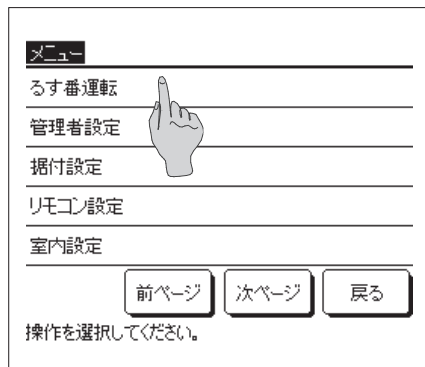 メニュー
るす番運転
管理者設定
据付設定
リモコン設定
室内設定
前ページ 次ページ 戻る
操作を選択してください。